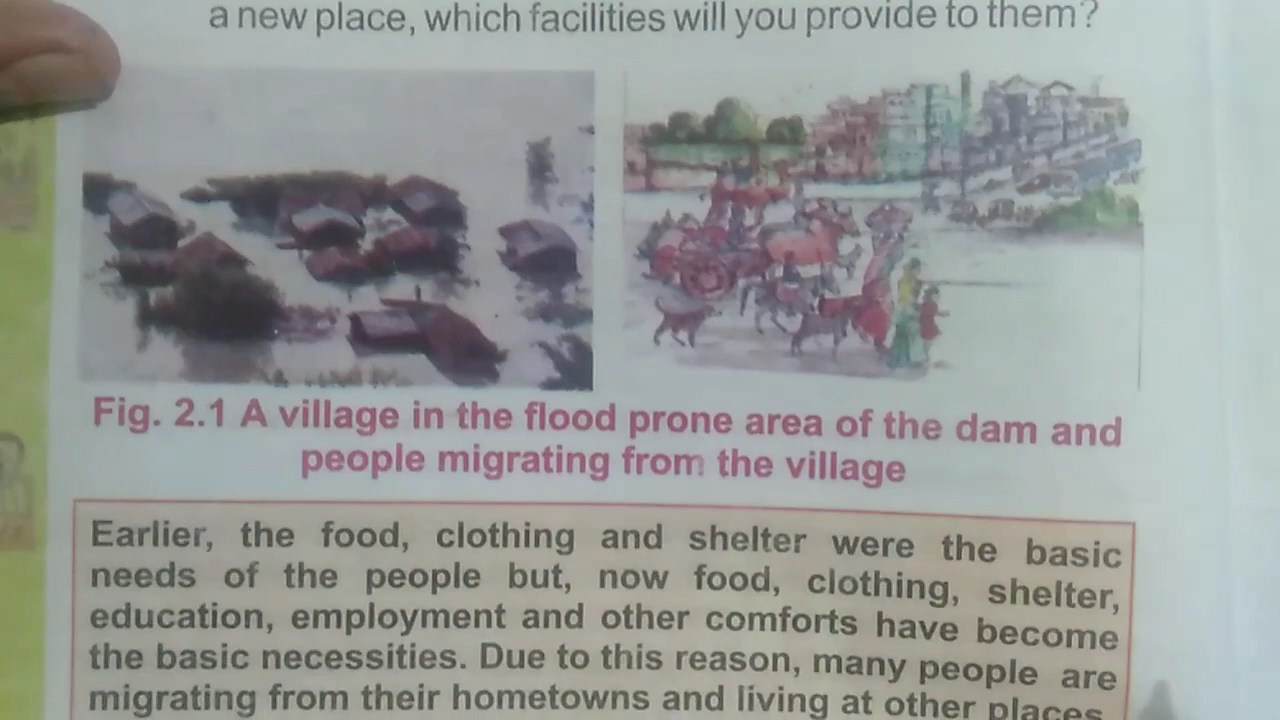 a new place, which facilities will you provide to them?
Fig. 2.1 A village in the flood prone area of the dam and
people migrating from the village
Earlier, the food, clothing and shelter were the basic
needs of the people but, now food, clothing, shelter,
education, employment and other comforts have become
the basic necessities. Due to this reason, many people are
migrating from their hometowns and living at other places.